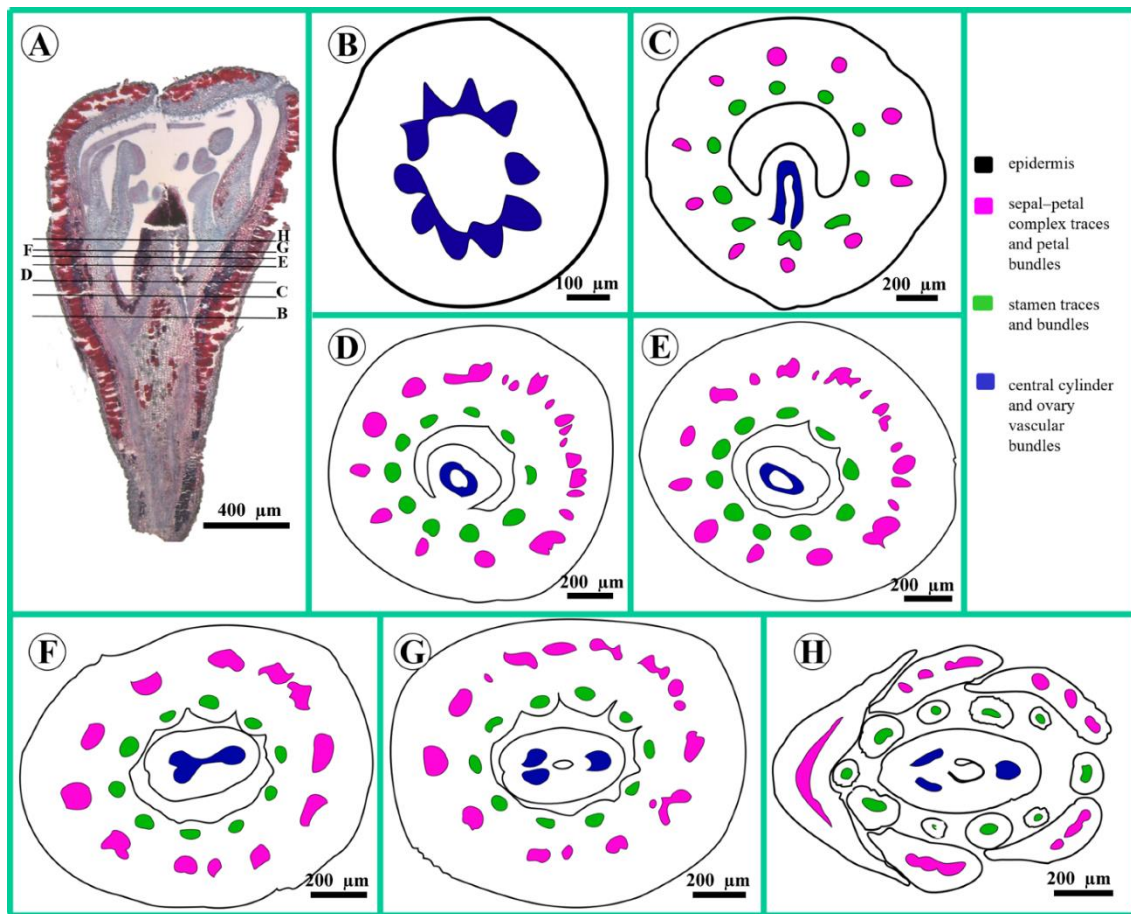 A
H
F
G
E
D
C
B
400 µm
B
100 µm
C
200 µm
epidermis
sepal–petal
complex traces
and petal
bundles
stamen traces
and bundles
central cylinder
and ovary
vascular
bundles
D
200 µm
E
200 µm
F
200 µm
G
200 µm
H
200 µm